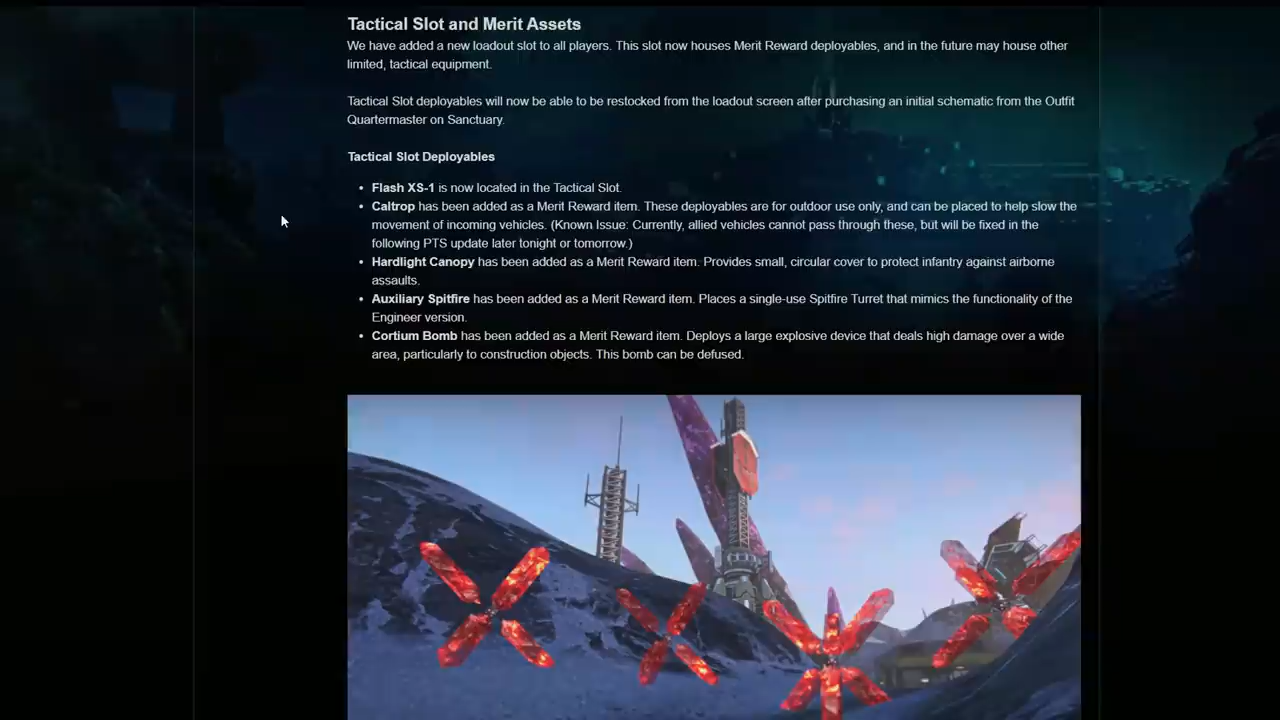 Tactical Slot and Merit Assets
We have added a new loadout slot to all players. This slot now houses Merit Reward deployables, and in the future may house other
limited, tactical equipment.
Tactical Slot deployables will now be able to be restocked from the loadout screen after purchasing an initial schematic from the Outfit
Quartermaster on Sanctuary.
Tactical Slot Deployables
• Flash XS-1 is now located in the Tactical Slot.
• Caltrop has been added as a Merit Reward item. These deployables are for outdoor use only, and can be placed to help slow the
movement of incoming vehicles. (Known Issue: Currently, allied vehicles cannot pass through these, but will be fixed in the
following PTS update later tonight or tomorrow.)
• Hardlight Canopy has been added as a Merit Reward item. Provides small, circular cover to protect infantry against airborne
assaults.
• Auxiliary Spitfire has been added as a Merit Reward item. Places a single-use Spitfire Turret that mimics the functionality of the
Engineer version.
• Cortium Bomb has been added as a Merit Reward item. Deploys a large explosive device that deals high damage over a wide
area, particularly to construction objects. This bomb can be defused.